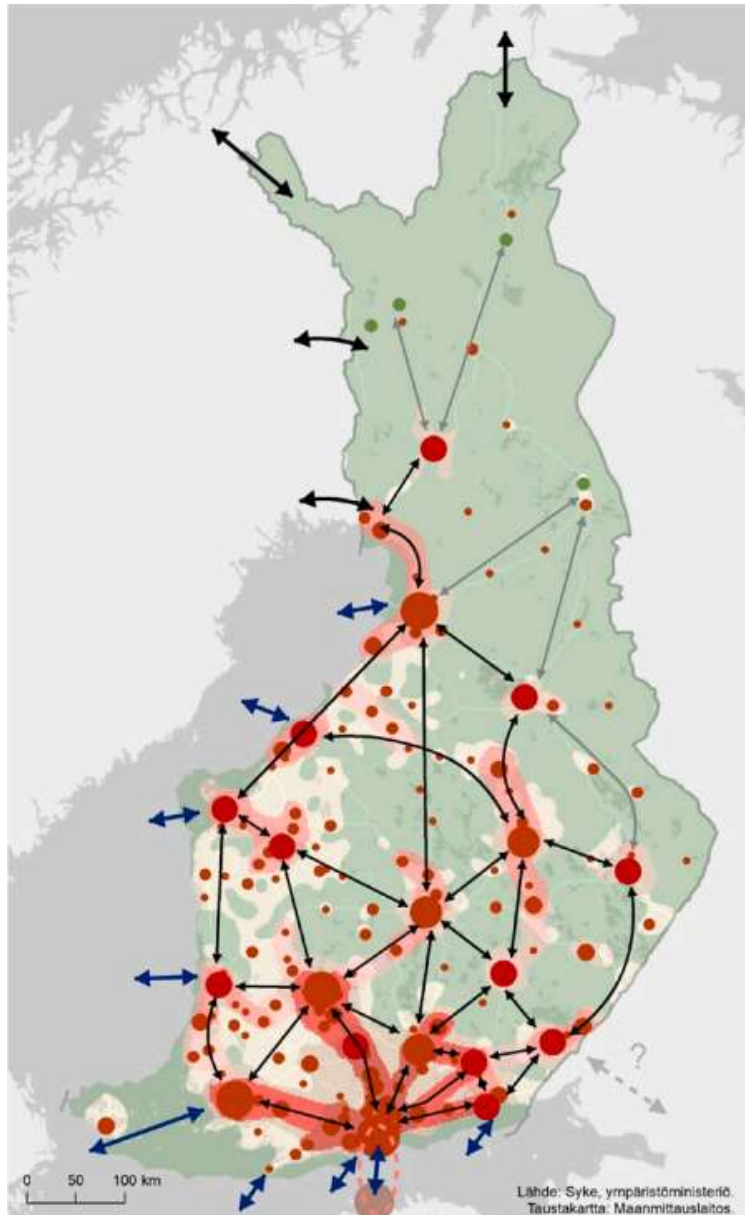 ?
0 50 100 km
Lähde: Syke, ympäristöministeriö.
Taustakartta: Maanmittauslaitos.